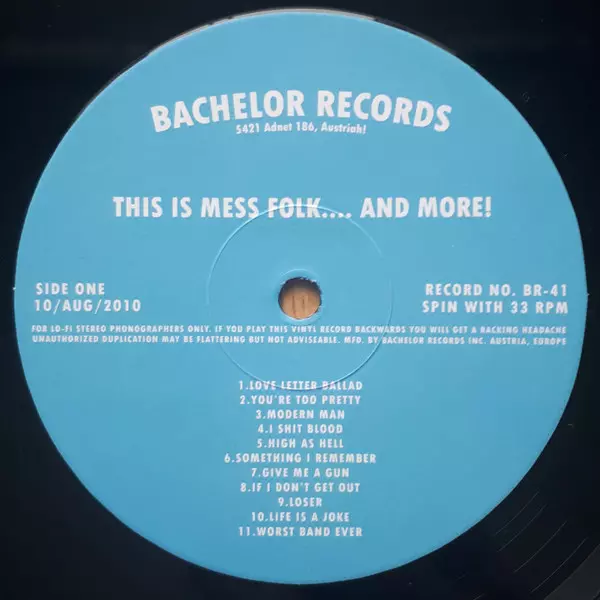 BACHELOR RECORDS
5421 Adnet 186, Austriah!
THIS IS MESS FOLK.... AND MORE!
SIDE ONE
10/AUG/2010
RECORD NO. BR-41
SPIN WITH 33 RPM
FOR LO-FI STEREO PHONOGRAPHERS ONLY. IF YOU PLAY THIS VINYL RECORD BACKWARDS YOU WILL GET A BACKING HEADACHE
UNAUTHORIZED DUPLICATION MAY BE FLATTERING BUT NOT ADVISEABLE. MFD. BY BACHELOR RECORDS INC. AUSTRIA, EUROPE
1.LOVE LETTER BALLAD
2.YOU'RE TOO PRETTY
3.MODERN MAN
4.I SHIT BLOOD
5.HIGH AS HELL
6.SOMETHING I REMEMBER
7.GIVE ME A GUN
8.IF I DON'T GET OUT
9.LOSER
10.LIFE IS A JOKE
11.WORST BAND EVER